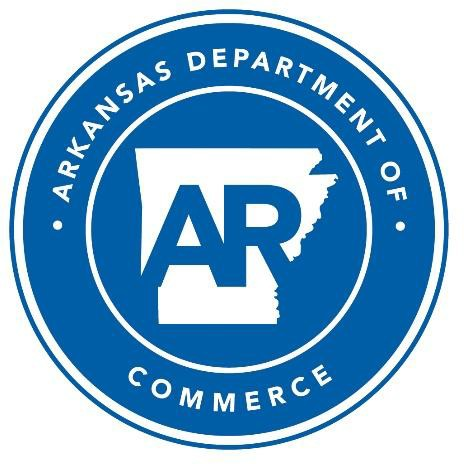 • ARKANSAS DEPARTMENT OF •
COMMERCE
AR